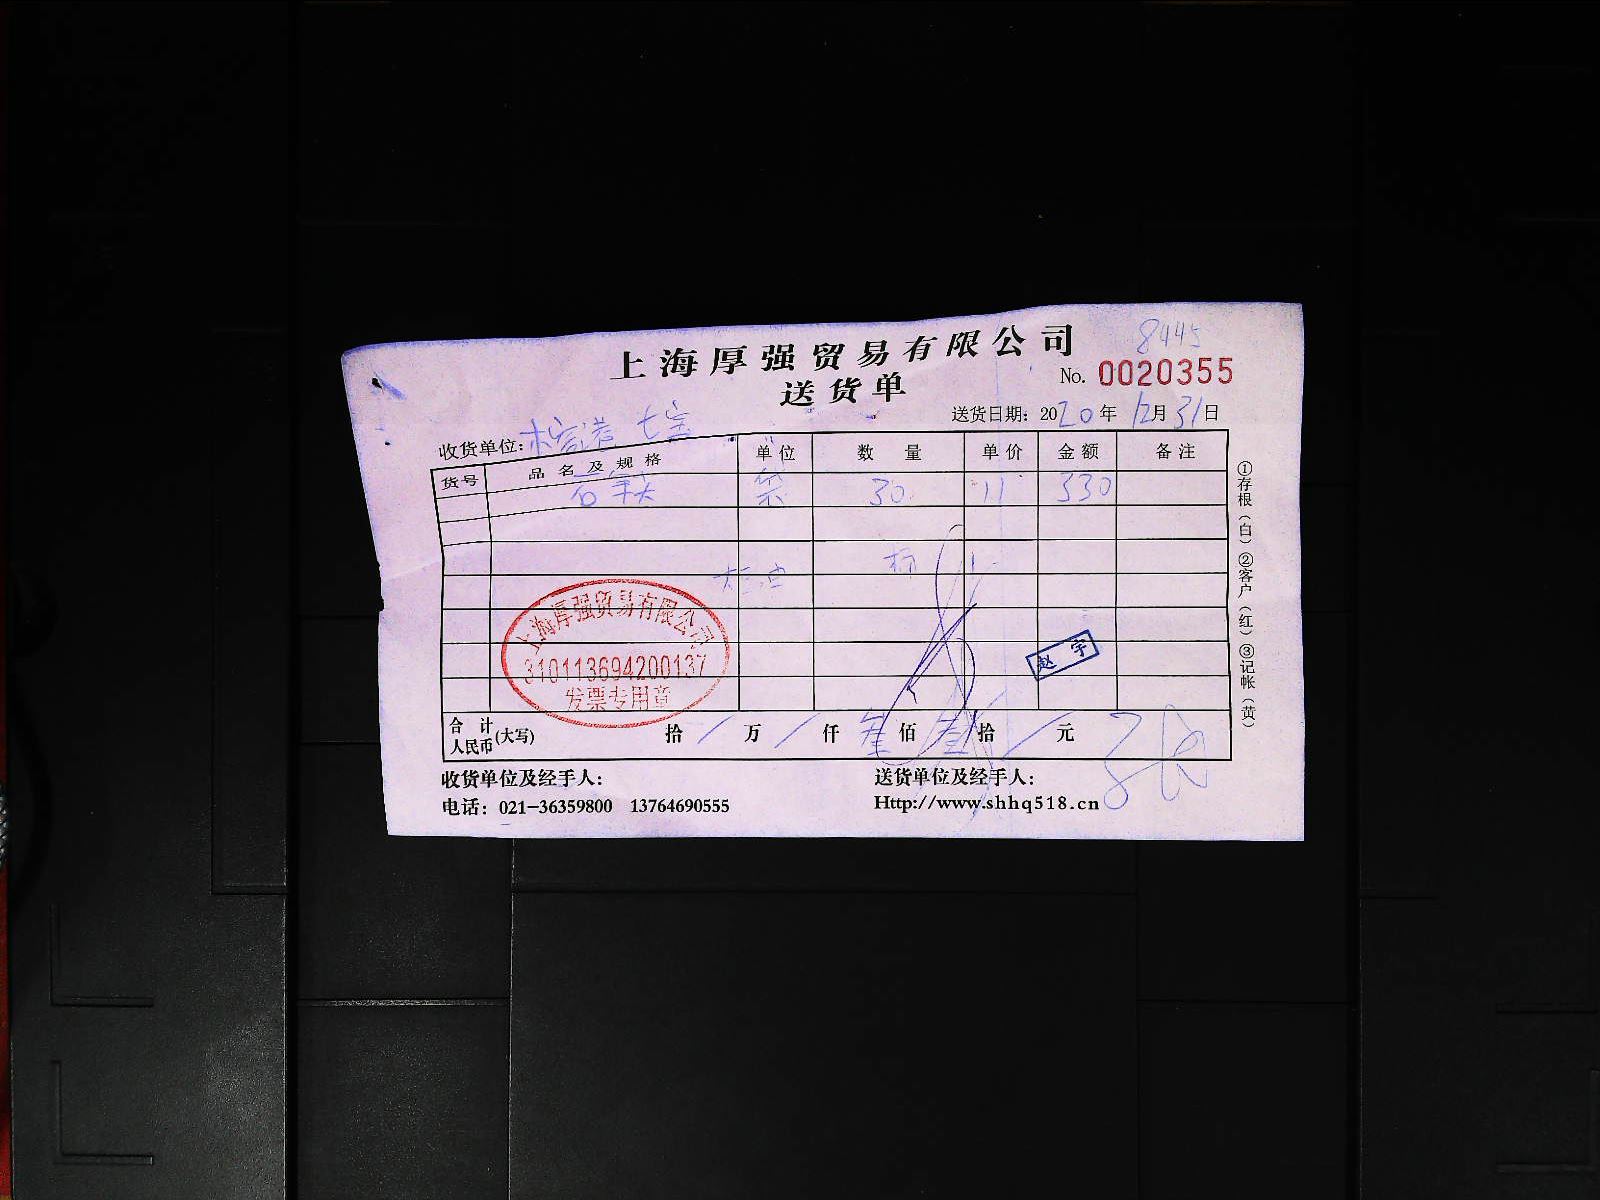 8445
上海厚强贸易有限公司
No. 0020355
送货单
送货日期：2020年12月31日
收货单位：七宝
货号 品名及规格 单位 数量 单价 金额 备注
袋 30 11 330
上海厚强贸易有限公司
310113694200137
发票专用章
赵宇
合计人民币(大写) 拾 / 万 / 仟 叁 佰 叁 拾 / 元
收货单位及经手人：
送货单位及经手人：
电话：021-36359800 13764690555
Http://www.shhq518.cn
①存根（白）②客户（红）③记帐（黄）